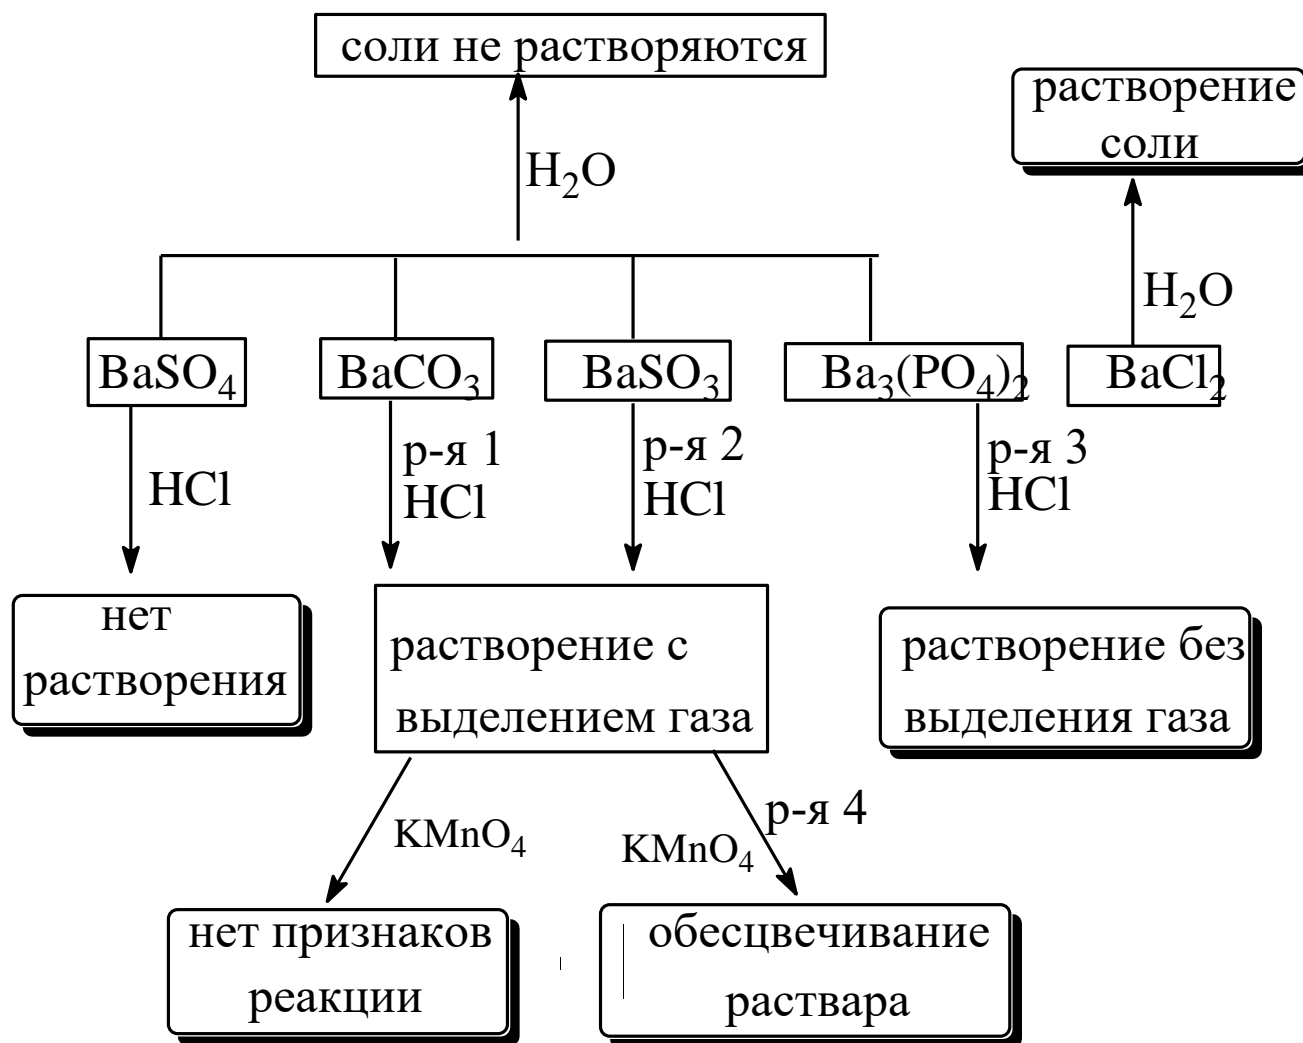 соли не растворяются
растворение
соли
H₂O
H₂O
BaSO₄
BaCO₃
BaSO₃
Ba₃(PO₄)₂
BaCl₂
HCl
р-я 1
HCl
р-я 2
HCl
р-я 3
HCl
нет
растворения
растворение с
выделением газа
растворение без
выделения газа
KMnO₄
KMnO₄
р-я 4
нет признаков
реакции
обесцвечивание
раствара